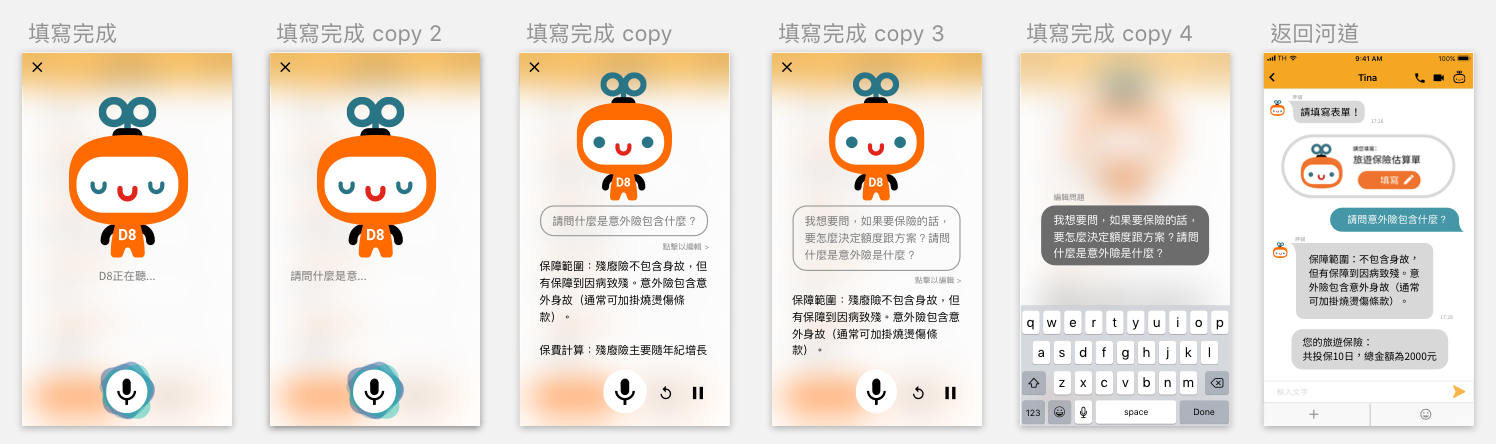 填寫完成
D8
D8正在聽...
填寫完成 copy 2
D8
請問什麼是意...
填寫完成 copy
D8
請問什麼是意外險包含什麼？
點擊以編輯 >
保障範圍：殘廢險不包含身故，但
有保障到因病致殘。意外險包含意
外身故（通常可加掛燒燙傷條
款）。
保費計算：殘廢險主要隨年紀增長
填寫完成 copy 3
D8
我想要問，如果要保險的話，
要怎麼決定額度跟方案？請問
什麼是意外險是什麼？
點擊以編輯 >
保障範圍：殘廢險不包含身故，但
有保障到因病致殘。意外險包含意
外身故（通常可加掛燒燙傷條
款）。
填寫完成 copy 4
編輯問題
我想要問，如果要保險的話，
要怎麼決定額度跟方案？請問
什麼是意外險是什麼？
q w e r t y u i o p
a s d f g h j k l
z x c v b n m
123 space Done
返回河道
TH 9:41 AM 100%
Tina
請填寫表單！
17:26
請您填寫：
旅遊保險估算單
填寫
請問意外險包含什麼？
保障範圍：不包含身故，
但有保障到因病致殘。意
外險包含意外身故（通常
可加掛燒燙傷條款）。
17:26
您的旅遊保險：
共投保10日，總金額為2000元
輸入文字